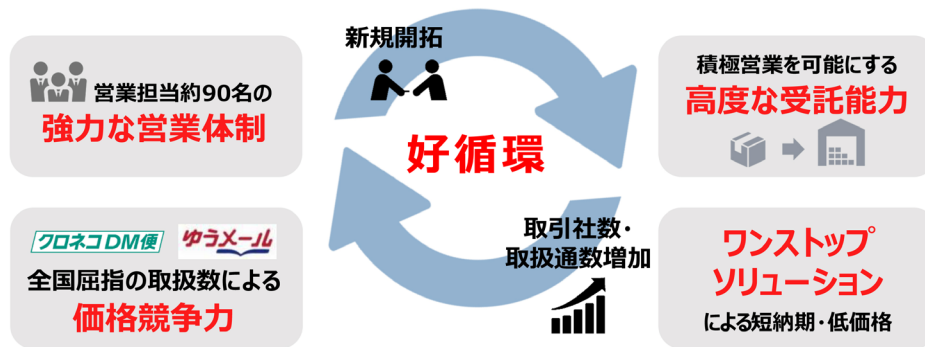 営業担当約90名の
強力な営業体制
クロネコDM便
ゆうメール
全国屈指の取扱数による
価格競争力
新規開拓
好循環
取引社数・
取扱通数増加
積極営業を可能にする
高度な受託能力
ワンストップ
ソリューション
による短納期・低価格